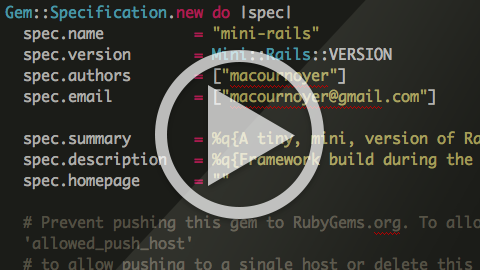 Gem::Specification.new do |spec|
spec.name = "mini-rails"
spec.version = Mini::Rails::VERSION
spec.authors = ["macournoyer"]
spec.email = ["macournoyer@gmail.com"]
spec.summary = %q{A tiny, mini, version of Ra
spec.description = %q{Framework build during the
spec.homepage = ""
# Prevent pushing this gem to RubyGems.org. To allo
'allowed_push_host'
# to allow pushing to a single host or delete this